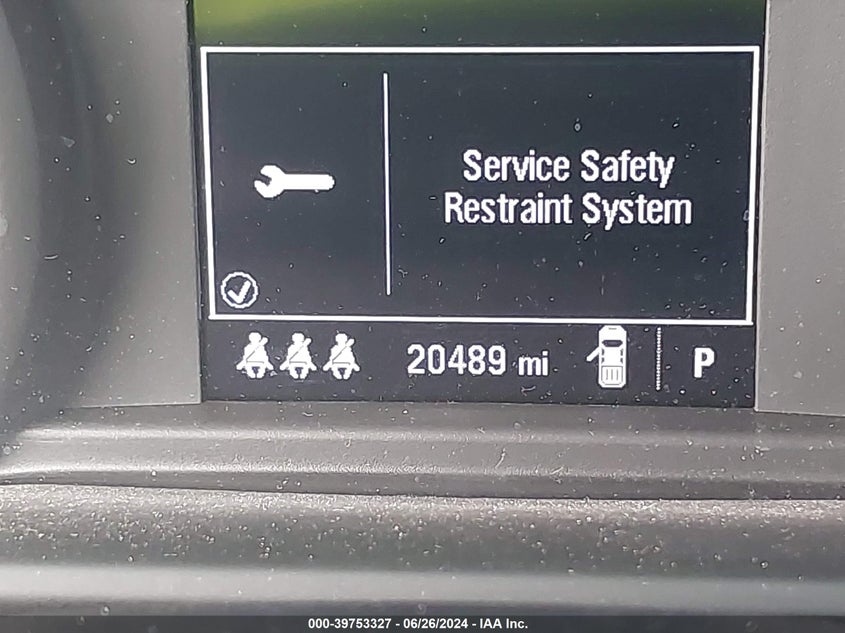 Service Safety
Restraint System
20489 mi
P
000-39753327 - 06/26/2024 - IAA Inc.